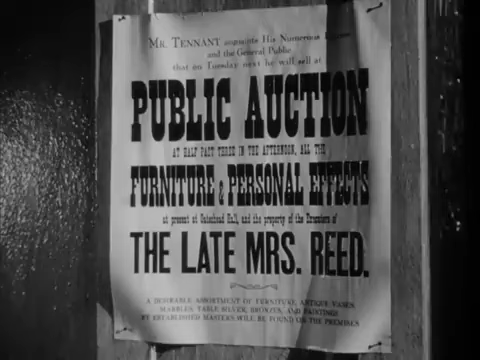 MR. TENNANT acquaints His Numerous
and the General Public
that on Tuesday next he will sell at
PUBLIC AUCTION
AT HALF PAST THREE IN THE AFTERNOON, ALL THE
FURNITURE & PERSONAL EFFECTS
at present at Gateshead Hall, and the property of the Executors of
THE LATE MRS. REED.
A DESIRABLE ASSORTMENT OF FURNITURE, ANTIQUE VASES,
MARBLES, TABLE SILVER, BRONZES, AND PAINTINGS
BY ESTABLISHED MASTERS WILL BE FOUND ON THE PREMISES